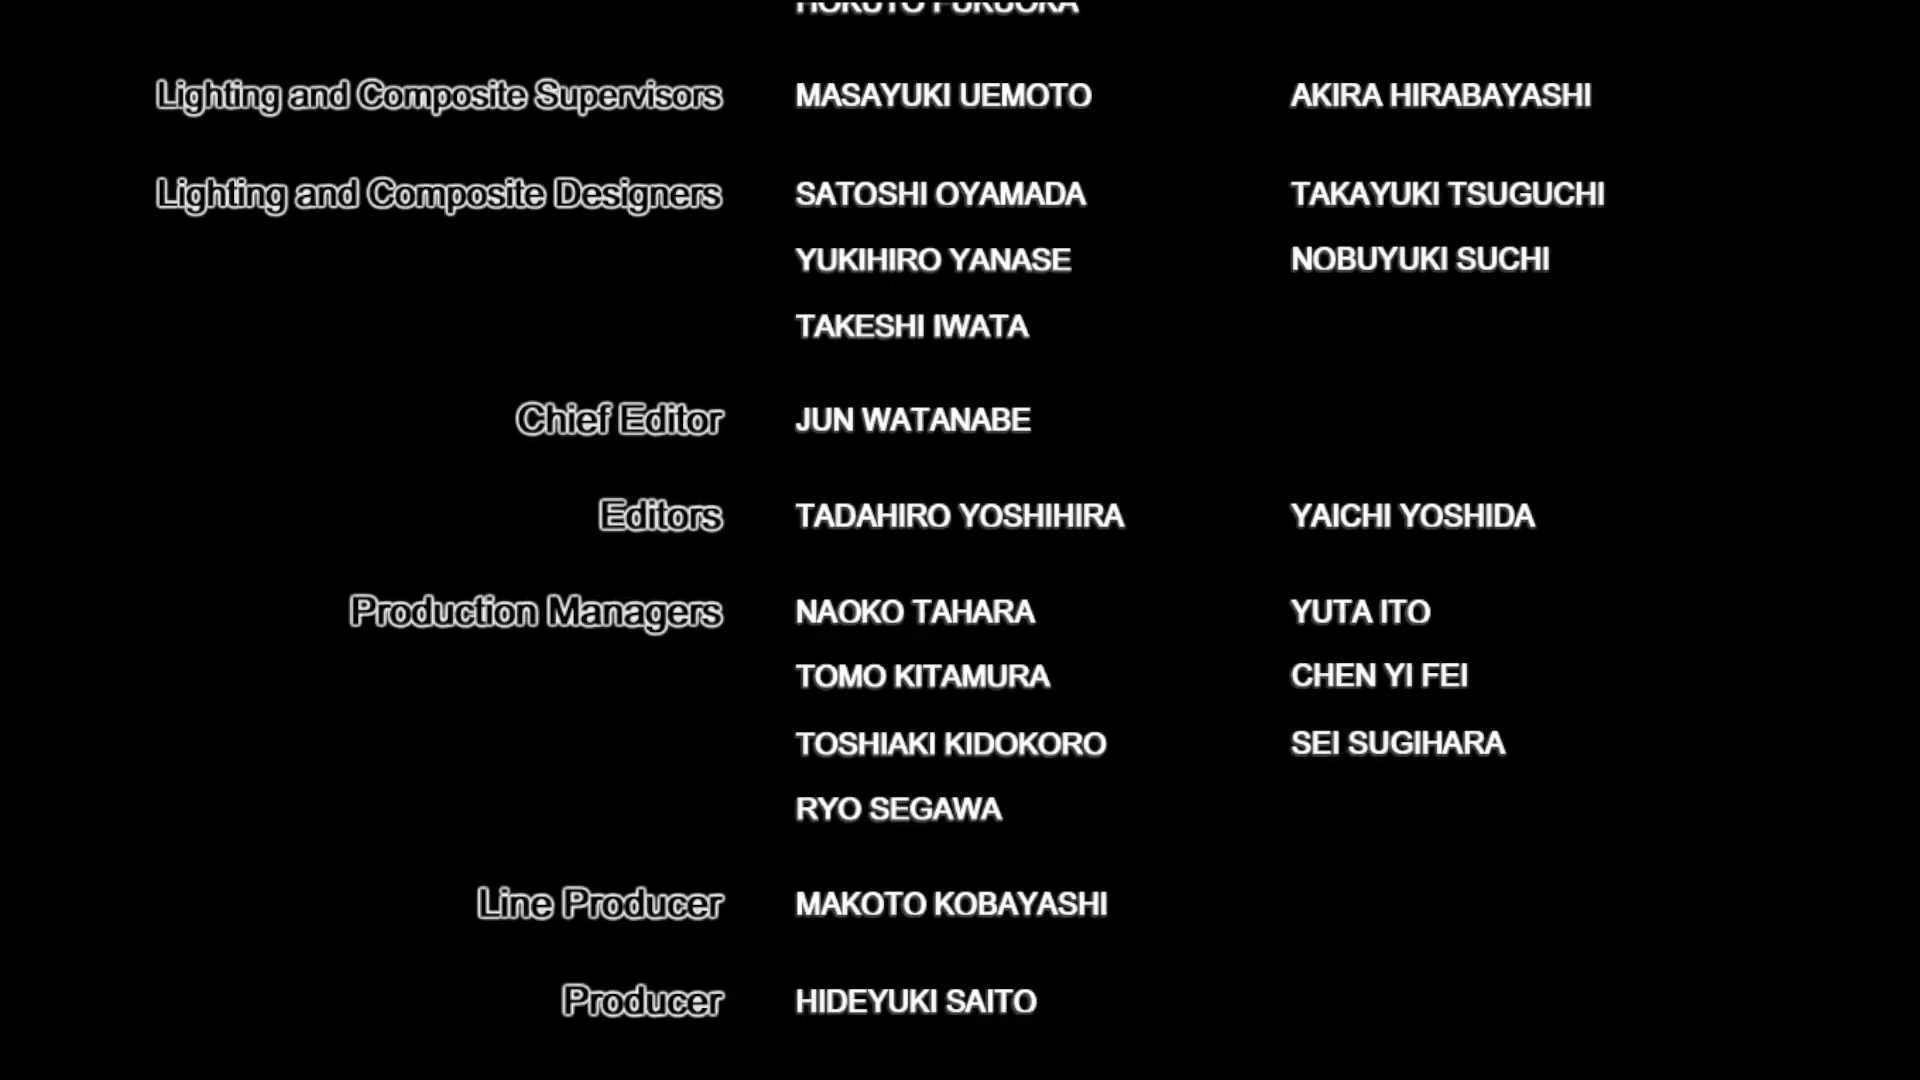 HOKUTO FUKUOKA
Lighting and Composite Supervisors MASAYUKI UEMOTO AKIRA HIRABAYASHI
Lighting and Composite Designers SATOSHI OYAMADA TAKAYUKI TSUGUCHI
YUKIHIRO YANASE NOBUYUKI SUCHI
TAKESHI IWATA
Chief Editor JUN WATANABE
Editors TADAHIRO YOSHIHIRA YAICHI YOSHIDA
Production Managers NAOKO TAHARA YUTA ITO
TOMO KITAMURA CHEN YI FEI
TOSHIAKI KIDOKORO SEI SUGIHARA
RYO SEGAWA
Line Producer MAKOTO KOBAYASHI
Producer HIDEYUKI SAITO